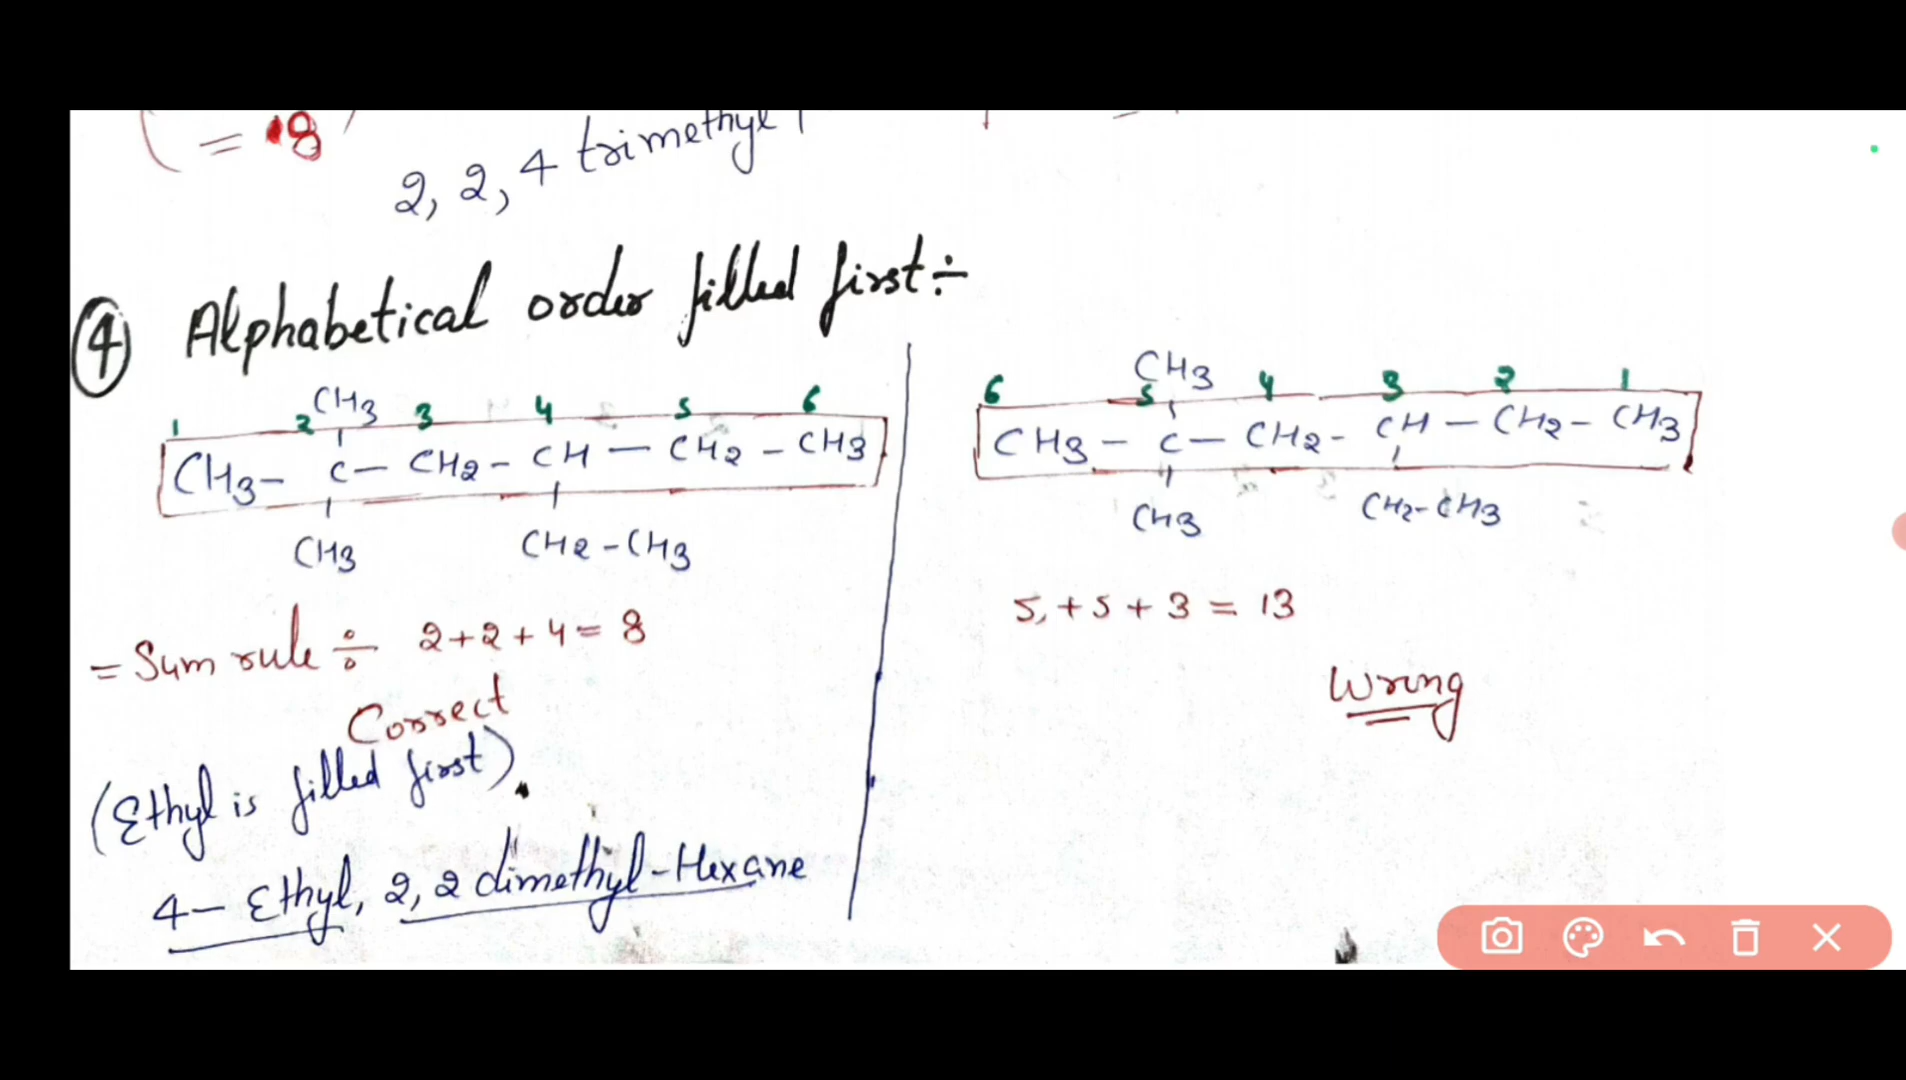 = 8
2, 2, 4 trimethyl
④ Alphabetical order filled first÷
CH3
1 2 3 4 5 6
CH3- C- CH2- CH - CH2 - CH3
CH3 CH2-CH3
= Sum rule ÷ 2+2+4= 8
Correct
(Ethyl is filled first).
4- Ethyl, 2, 2 dimethyl-Hexane
CH3
6 5 4 3 2 1
CH3 - C- CH2- CH - CH2- CH3
CH3 CH2-CH3
5,+5+3 = 13
Wrong